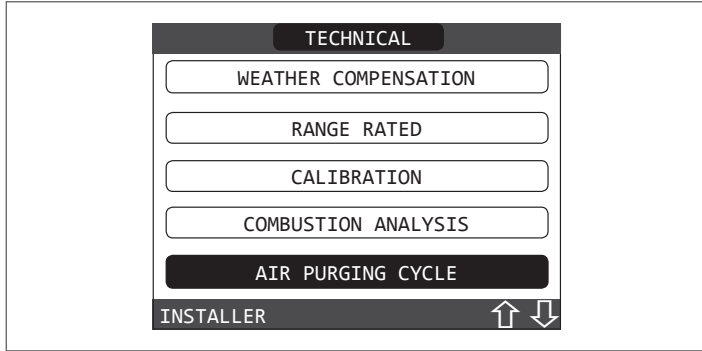 TECHNICAL
WEATHER COMPENSATION
RANGE RATED
CALIBRATION
COMBUSTION ANALYSIS
AIR PURGING CYCLE
INSTALLER